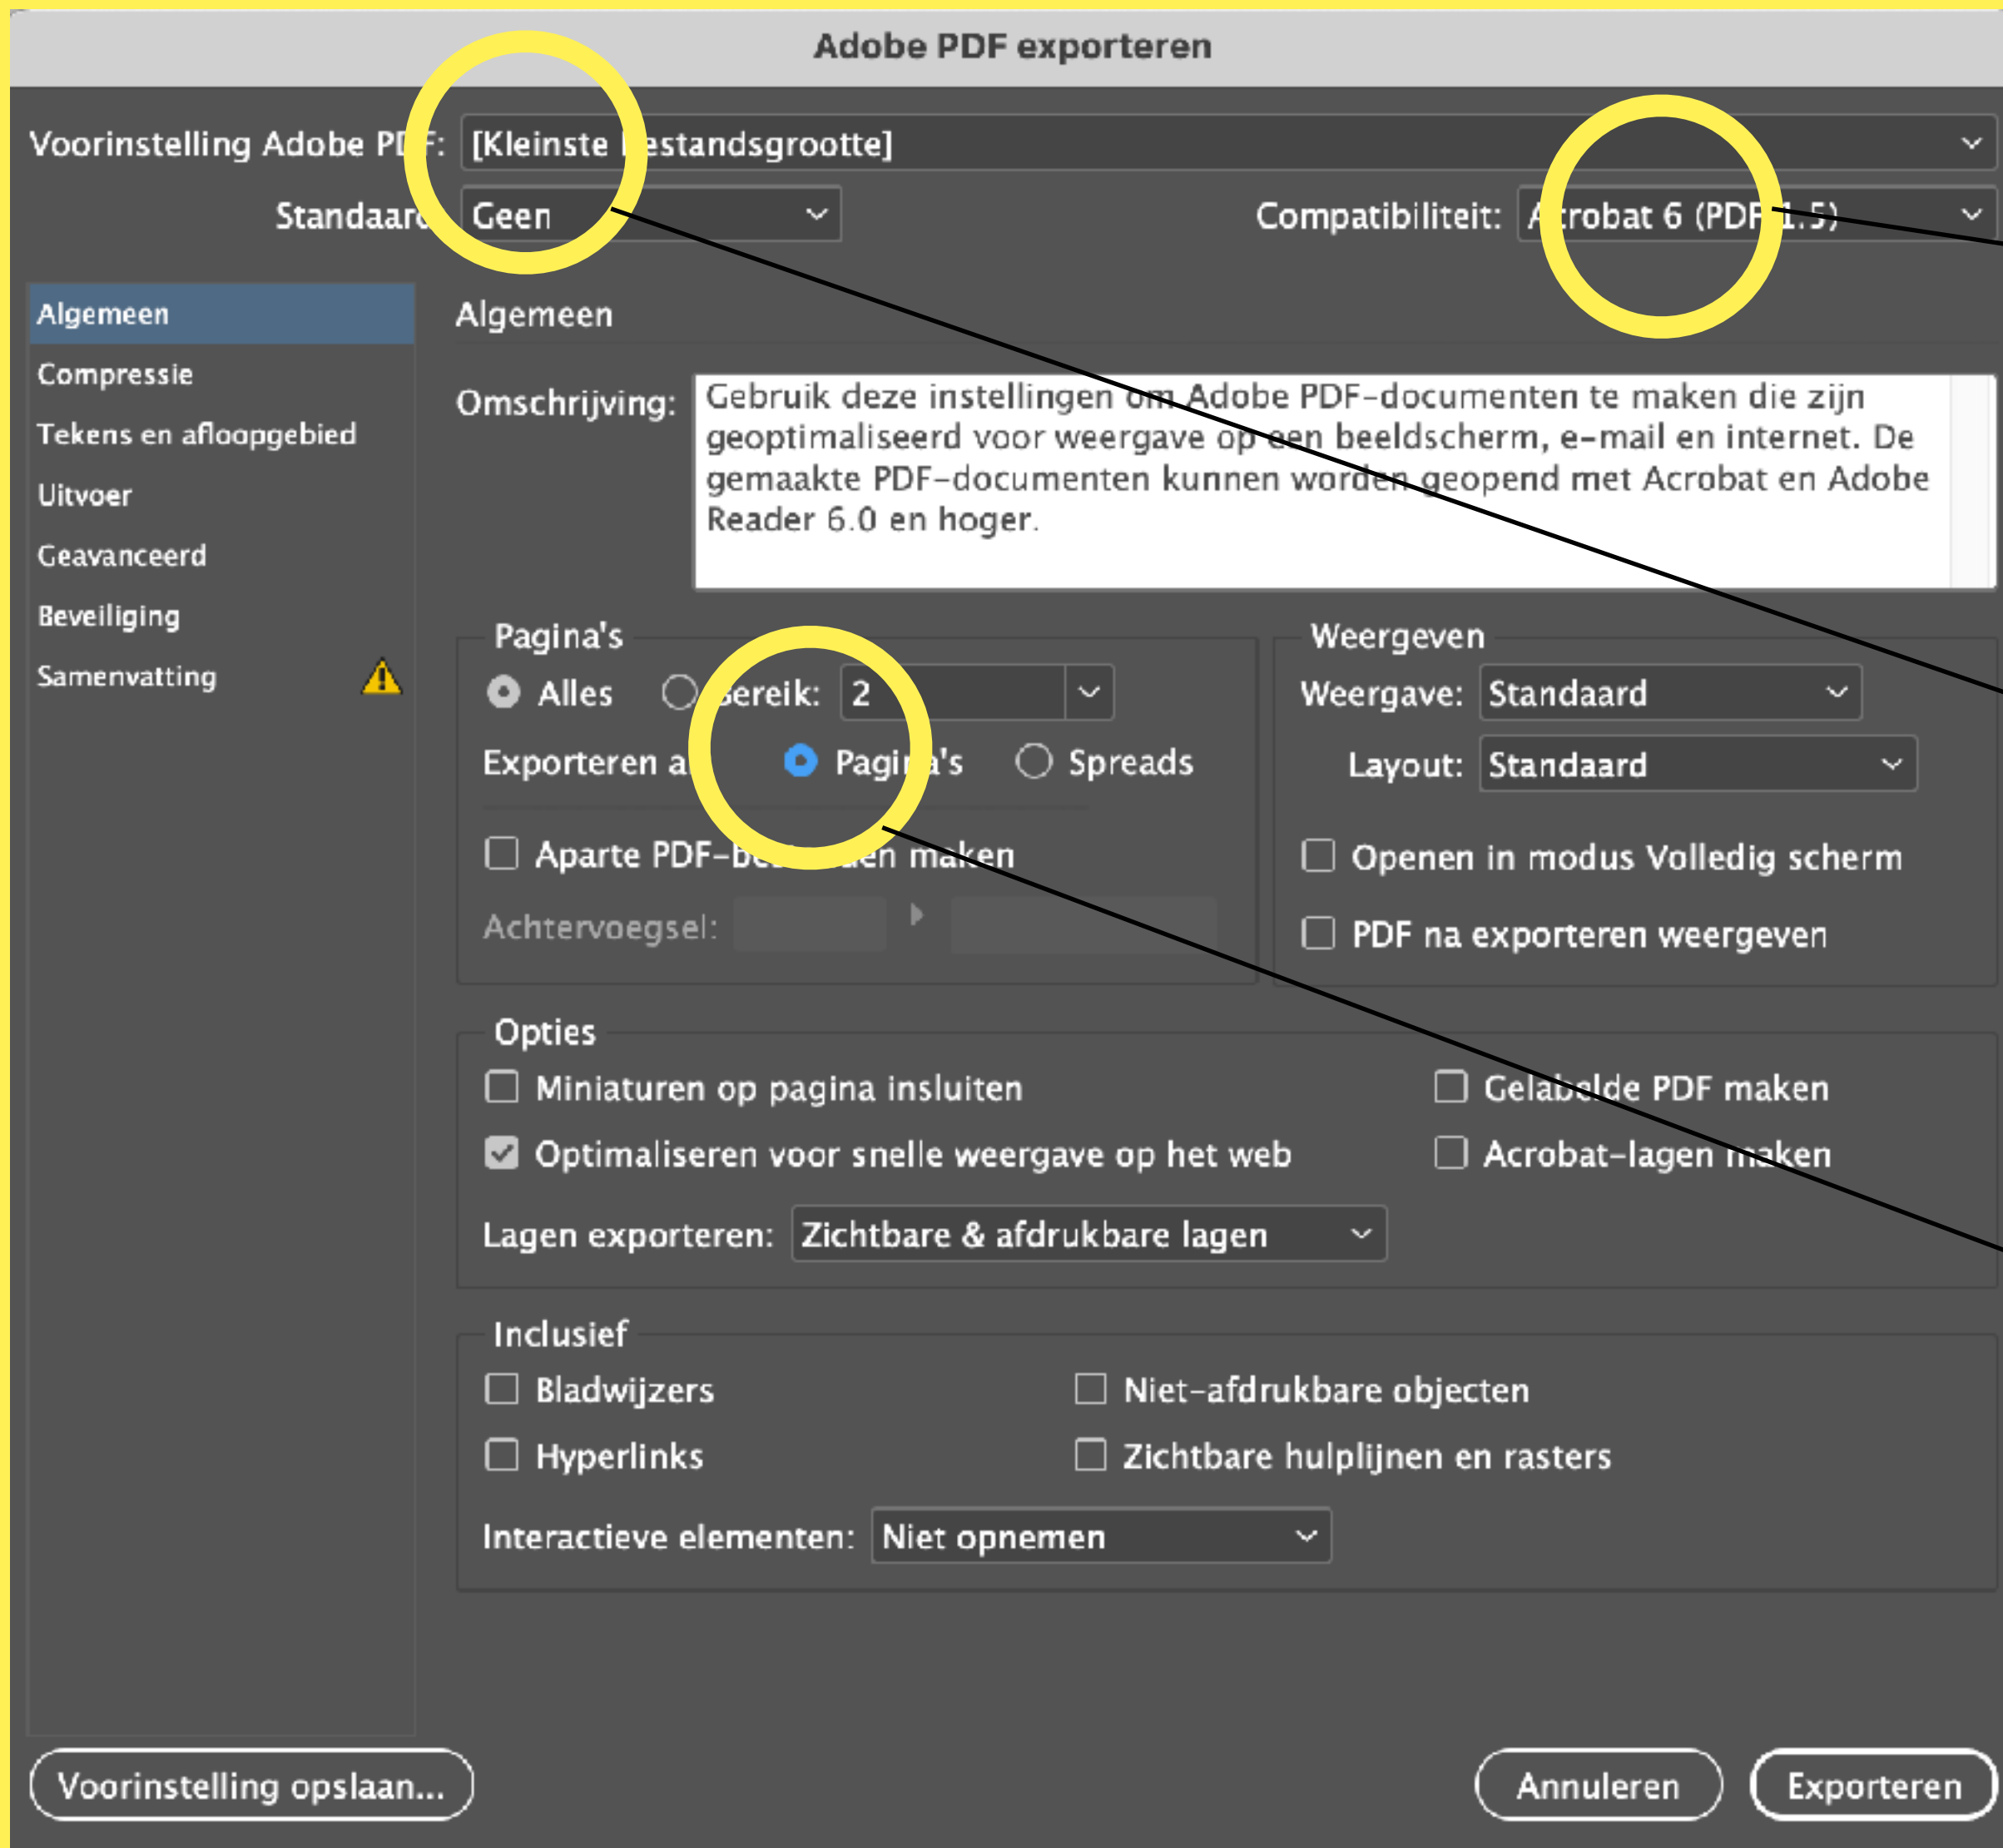 Adobe PDF exporteren
Voorinstelling Adobe PDF: [Kleinste bestandsgrootte]
Standaard Geen Compatibiliteit: Acrobat 6 (PDF 1.5)
Algemeen
Compressie
Tekens en afloopgebied
Uitvoer
Geavanceerd
Beveiliging
Samenvatting
Algemeen
Omschrijving:
Gebruik deze instellingen om Adobe PDF-documenten te maken die zijn
geoptimaliseerd voor weergave op een beeldscherm, e-mail en internet. De
gemaakte PDF-documenten kunnen worden geopend met Acrobat en Adobe
Reader 6.0 en hoger.
Pagina's
Alles Bereik: 2
Exporteren a Pagina's Spreads
Aparte PDF-bestanden maken
Achtervoegsel:
Weergeven
Weergave: Standaard
Layout: Standaard
Openen in modus Volledig scherm
PDF na exporteren weergeven
Opties
Miniaturen op pagina insluiten Gelabelde PDF maken
Optimaliseren voor snelle weergave op het web Acrobat-lagen maken
Lagen exporteren: Zichtbare & afdrukbare lagen
Inclusief
Bladwijzers Niet-afdrukbare objecten
Hyperlinks Zichtbare hulplijnen en rasters
Interactieve elementen: Niet opnemen
Voorinstelling opslaan... Annuleren Exporteren